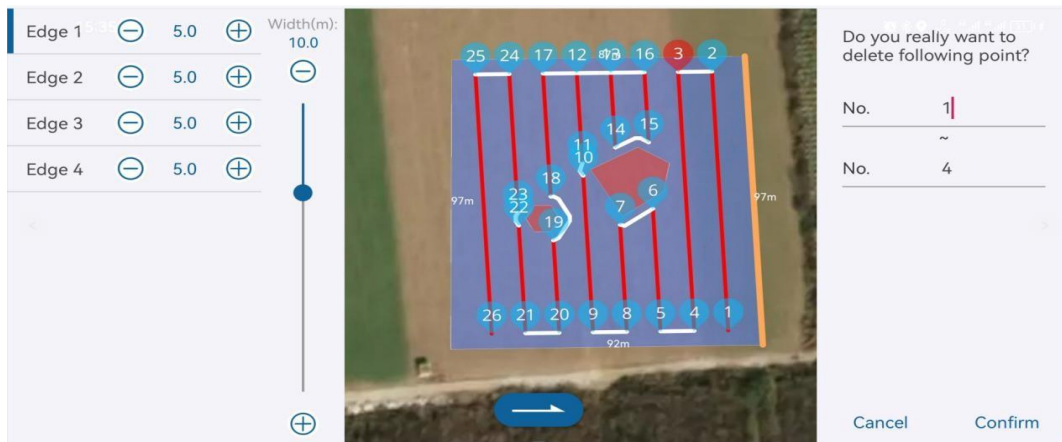 Edge 1 5.0
Edge 2 5.0
Edge 3 5.0
Edge 4 5.0
Width(m):
10.0
25 24 17 12 13 16 3 2
14 15
11
10
18
23
22
19
7 6
97m
97m
26 21 20 9 8 5 4 1
92m
Do you really want to
delete following point?
No. 1
~
No. 4
Cancel Confirm